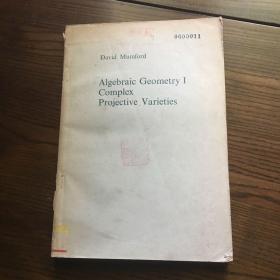 0000011
David Mumford
Algebraic Geometry I
Complex
Projective Varieties